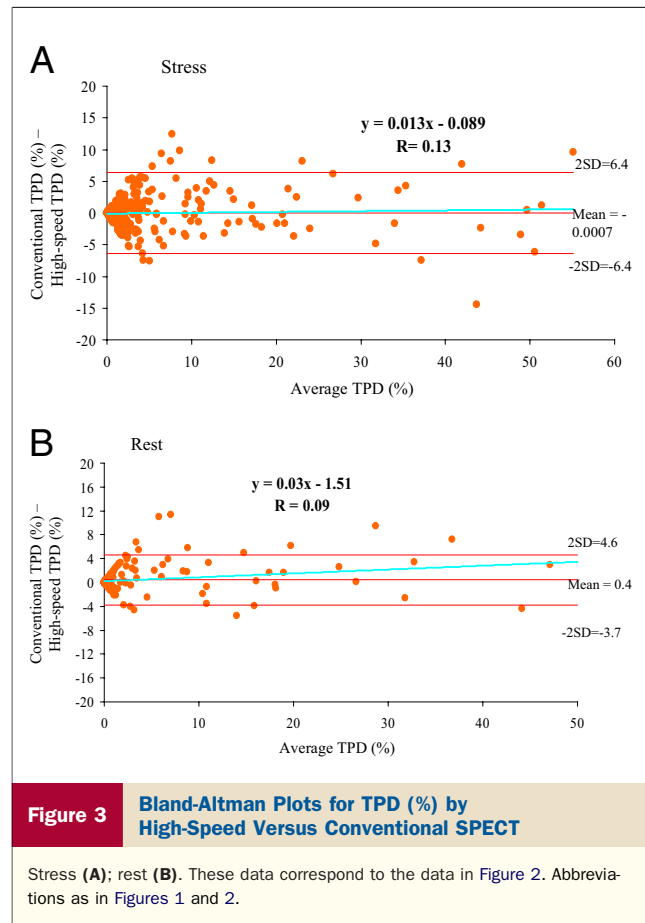 A
Stress
20
15
10
5
0
-5
-10
-15
-20
Conventional TPD (%) –
High-speed TPD (%)
y = 0.013x - 0.089
R= 0.13
2SD=6.4
Mean = -
0.0007
-2SD=-6.4
0 10 20 30 40 50 60
Average TPD (%)
B
Rest
20
16
12
8
4
0
-4
-8
-12
-16
-20
Conventional TPD (%) –
High-speed TPD (%)
y = 0.03x - 1.51
R = 0.09
2SD=4.6
Mean = 0.4
-2SD=-3.7
0 10 20 30 40 50
Average TPD (%)
Figure 3
Bland-Altman Plots for TPD (%) by
High-Speed Versus Conventional SPECT
Stress (A); rest (B). These data correspond to the data in Figure 2. Abbrevia-
tions as in Figures 1 and 2.